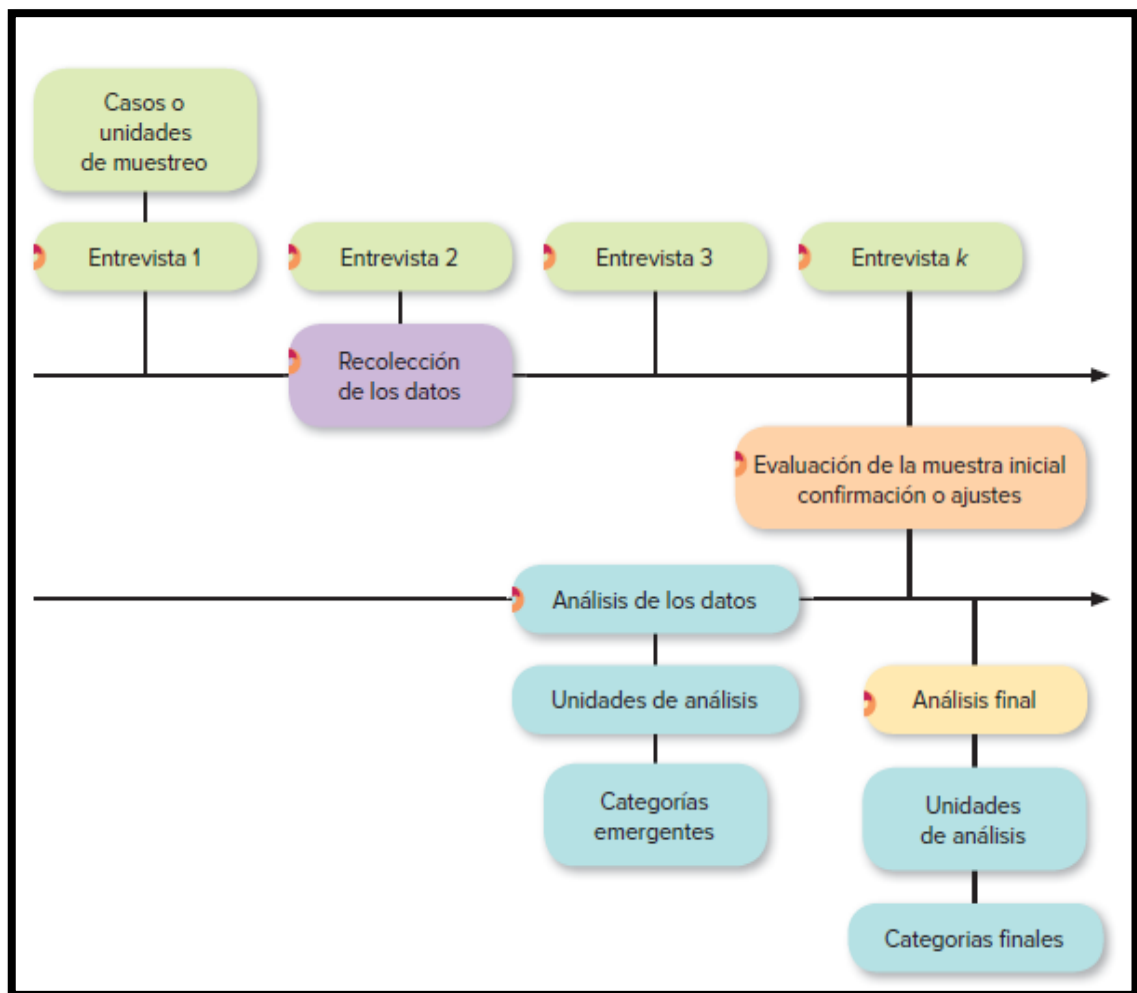 Casos o
unidades
de muestreo
Entrevista 1
Entrevista 2
Entrevista 3
Entrevista k
Recolección
de los datos
Evaluación de la muestra inicial
confirmación o ajustes
Análisis de los datos
Unidades de análisis
Análisis final
Categorías
emergentes
Unidades
de análisis
Categorias finales